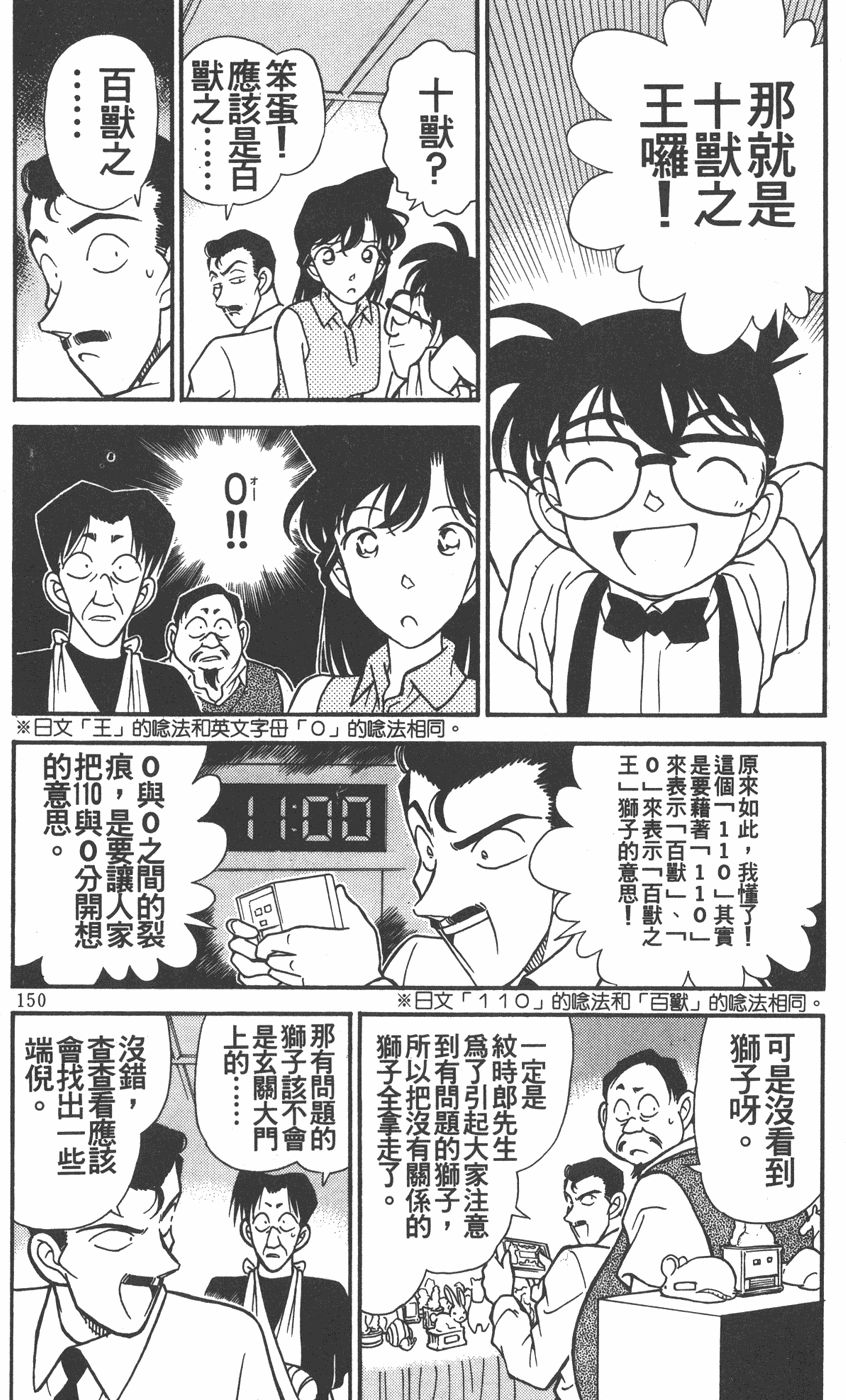 那就是
十獸之
王囉！
十獸？
笨蛋！
應該是百
獸之……
百獸之
……
O!!
オー
※日文「王」的唸法和英文字母「O」的唸法相同。
原來如此，我懂了！
這個「110」其實
是要藉著「110」
來表示「百獸」、「
O」來表示「百獸之
王」獅子的意思！
11:00
O與O之間的裂
痕，是要讓人家
把110與O分開想
的意思。
150
※日文「110」的唸法和「百獸」的唸法相同。
可是沒看到
獅子呀。
一定是
紋時郎先生
為了引起大家注意
到有問題的獅子，
所以把沒有關係的
獅子全拿走了。
那有問題的
獅子該不會
是玄關大門
上的……
沒錯，
查查看應該
會找出一些
端倪。